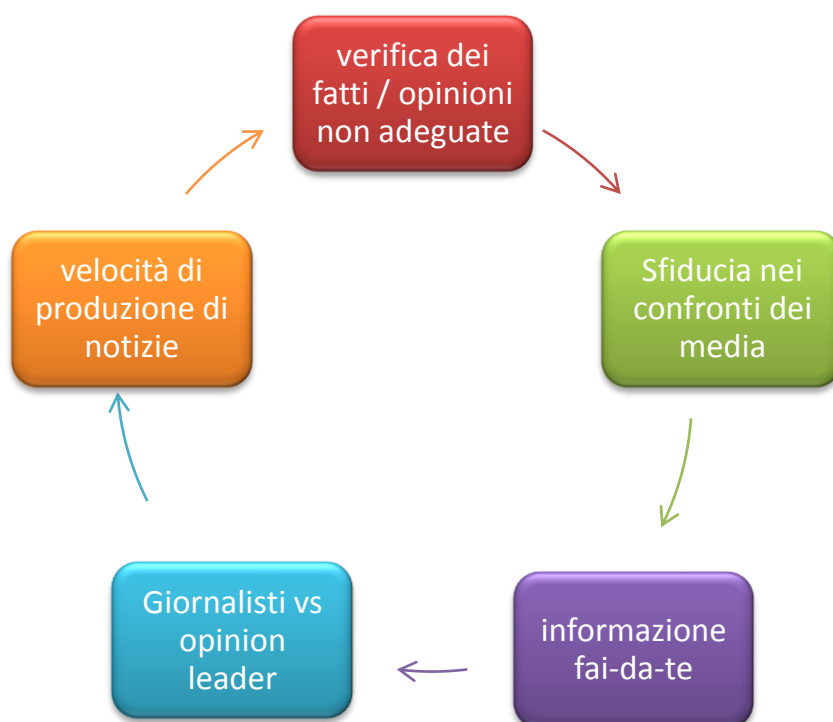 verifica dei
fatti / opinioni
non adeguate
Sfiducia nei
confronti dei
media
informazione
fai-da-te
Giornalisti vs
opinion
leader
velocità di
produzione di
notizie